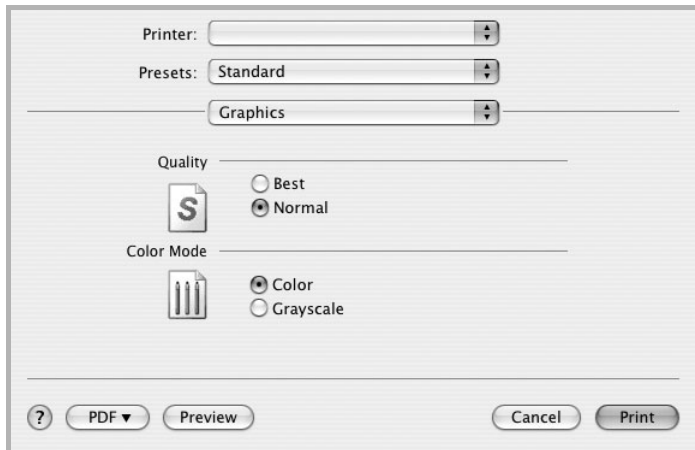 Printer:
Presets: Standard
Graphics
Quality
Best
S
Normal
Color Mode
Color
Grayscale
? PDF ▼ Preview Cancel Print